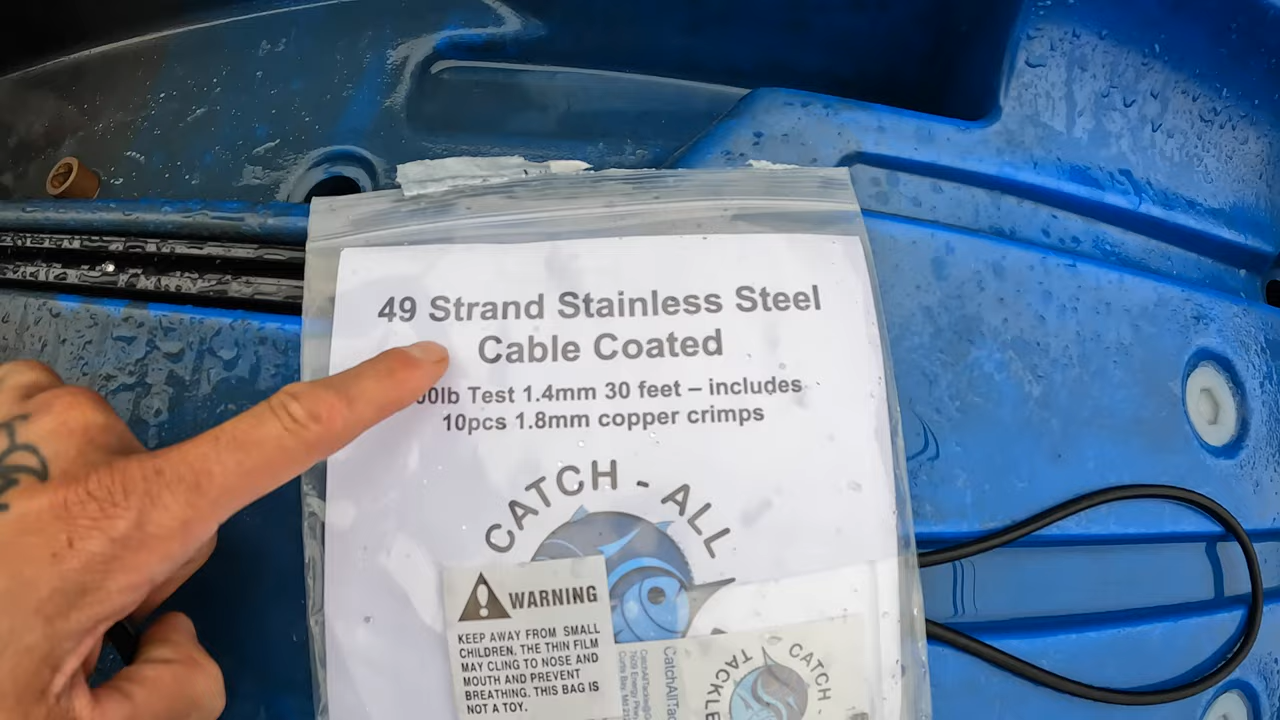 49 Strand Stainless Steel
Cable Coated
00lb Test 1.4mm 30 feet – includes
10pcs 1.8mm copper crimps
CATCH - ALL
WARNING
KEEP AWAY FROM SMALL
CHILDREN. THE THIN FILM
MAY CLING TO NOSE AND
MOUTH AND PREVENT
BREATHING. THIS BAG IS
NOT A TOY.
CATCH -
TACKLE